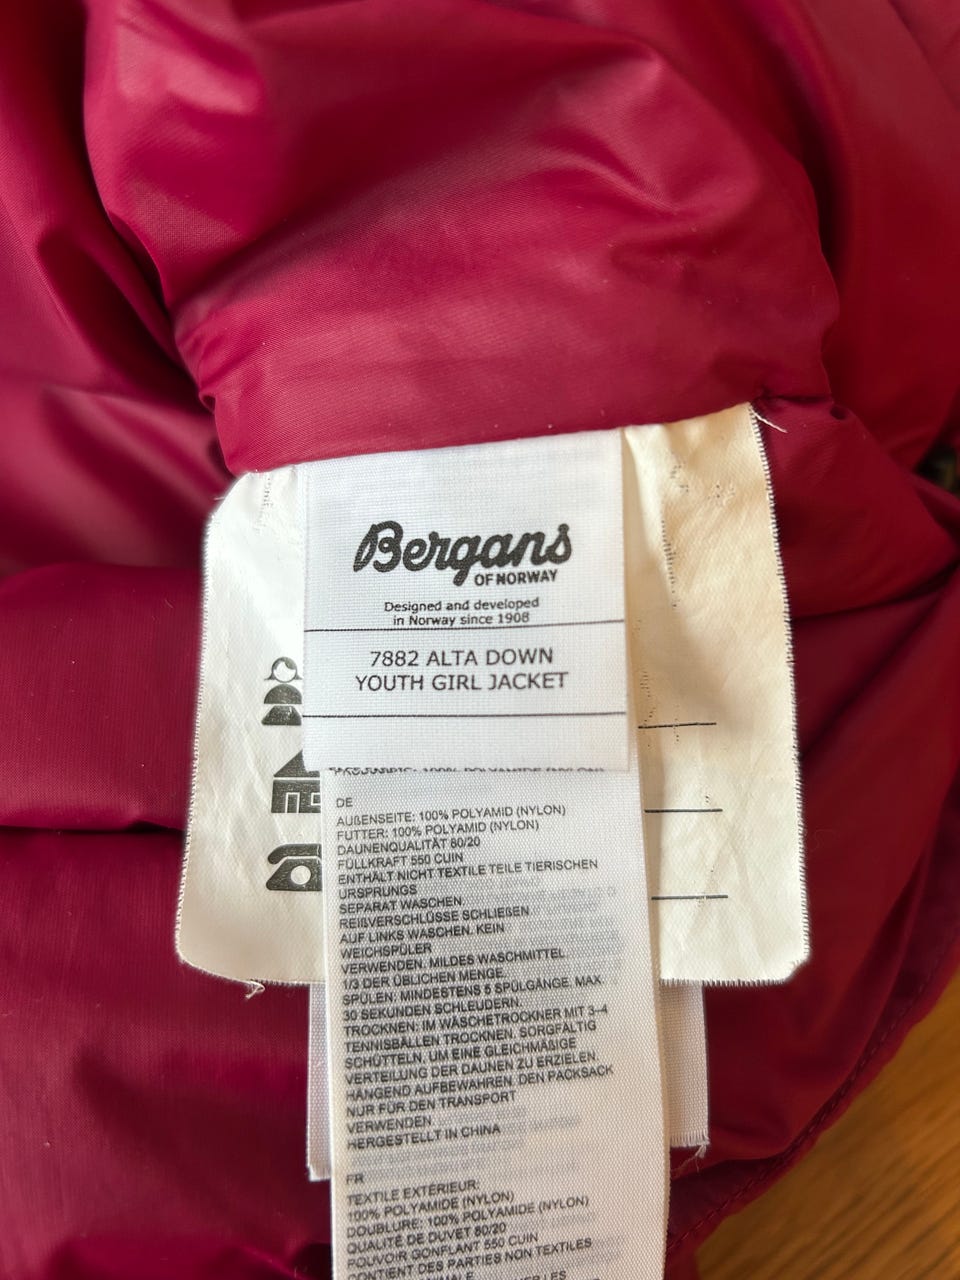 Bergans
OF NORWAY
Designed and developed
in Norway since 1908
7882 ALTA DOWN
YOUTH GIRL JACKET
100% POLYAMIDE (NYLON)
DE
AUßENSEITE: 100% POLYAMID (NYLON)
FUTTER: 100% POLYAMID (NYLON)
DAUNENQUALITÄT 80/20
FÜLLKRAFT 550 CUIN
ENTHÄLT NICHT TEXTILE TEILE TIERISCHEN
URSPRUNGS
SEPARAT WASCHEN.
REIßVERSCHLÜSSE SCHLIEßEN.
AUF LINKS WASCHEN. KEIN
WEICHSPÜLER
VERWENDEN. MILDES WASCHMITTEL.
1/3 DER ÜBLICHEN MENGE.
SPÜLEN: MINDESTENS 5 SPÜLGÄNGE. MAX.
30 SEKUNDEN SCHLEUDERN.
TROCKNEN: IM WÄSCHETROCKNER MIT 3–4
TENNISBÄLLEN TROCKNEN. SORGFÄLTIG
SCHÜTTELN, UM EINE GLEICHMÄßIGE
VERTEILUNG DER DAUNEN ZU ERZIELEN.
HÄNGEND AUFBEWAHREN. DEN PACKSACK
NUR FÜR DEN TRANSPORT
VERWENDEN
HERGESTELLT IN CHINA
FR
TEXTILE EXTÉRIEUR:
100% POLYAMIDE (NYLON)
DOUBLURE: 100% POLYAMIDE (NYLON)
QUALITÉ DE DUVET 80/20
POUVOIR GONFLANT 550 CUIN
CONTIENT DES PARTIES NON TEXTILES